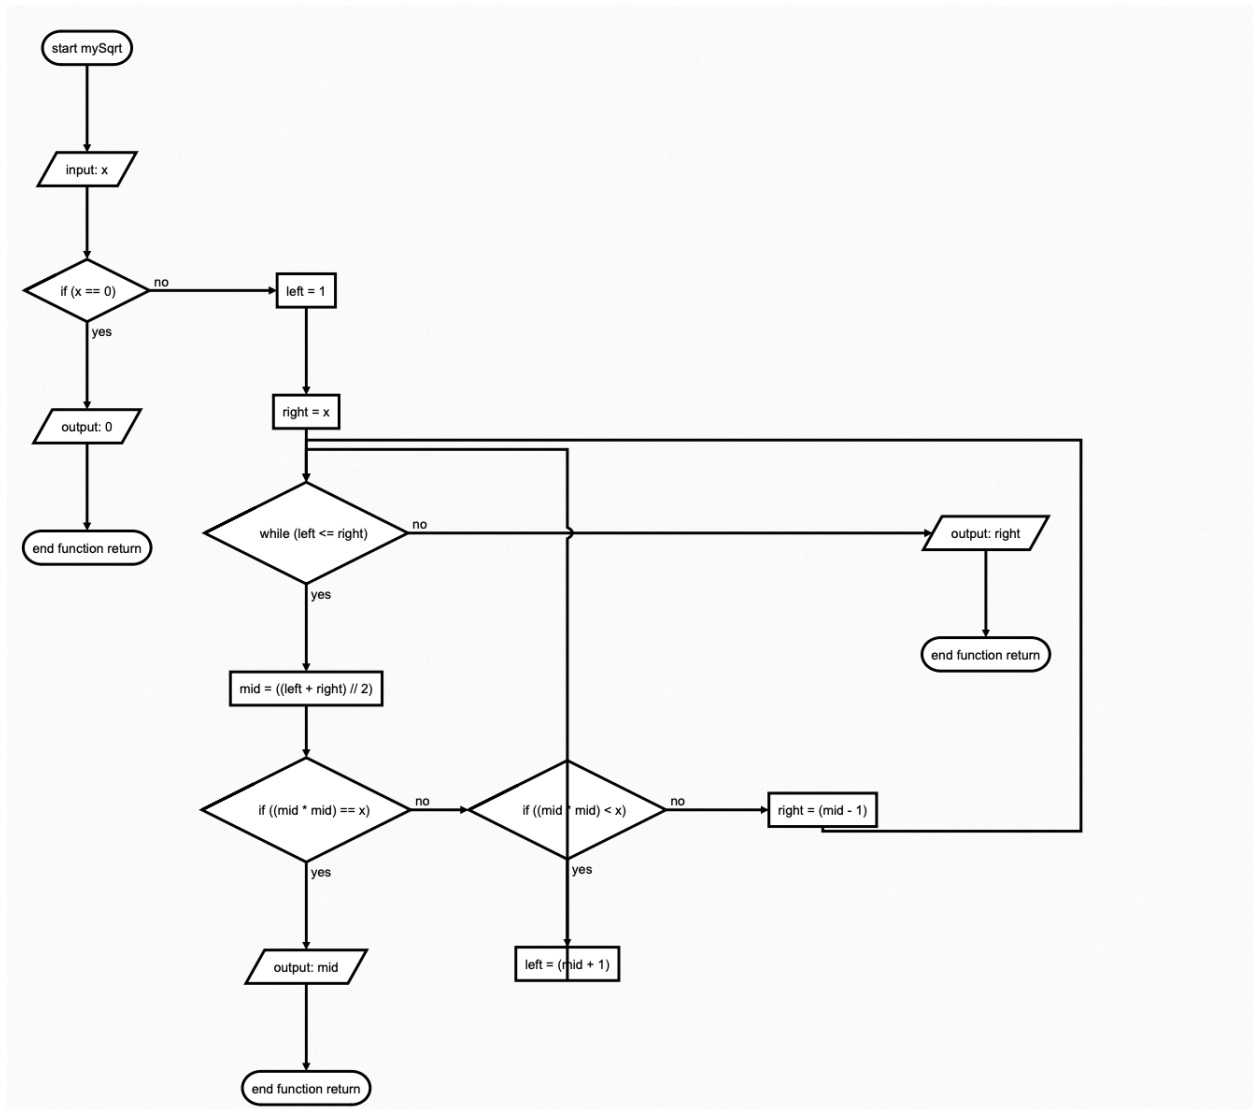 start mySqrt
input: x
if (x == 0)
no
left = 1
yes
right = x
output: 0
end function return
while (left <= right)
no
output: right
yes
end function return
mid = ((left + right) // 2)
if ((mid * mid) == x)
no
if ((mid * mid) < x)
no
right = (mid - 1)
yes
yes
output: mid
left = (mid + 1)
end function return